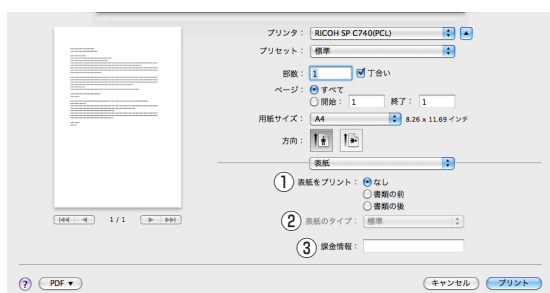 プリンタ： RICOH SP C740(PCL)
プリセット： 標準
部数： 1 丁合い
ページ： すべて
開始： 1 終了： 1
用紙サイズ： A4 8.26 x 11.69 インチ
方向：
表紙
① 表紙をプリント： なし
書類の前
書類の後
1 / 1
② 表紙のタイプ： 標準
③ 課金情報：
? PDF▼ キャンセル プリント